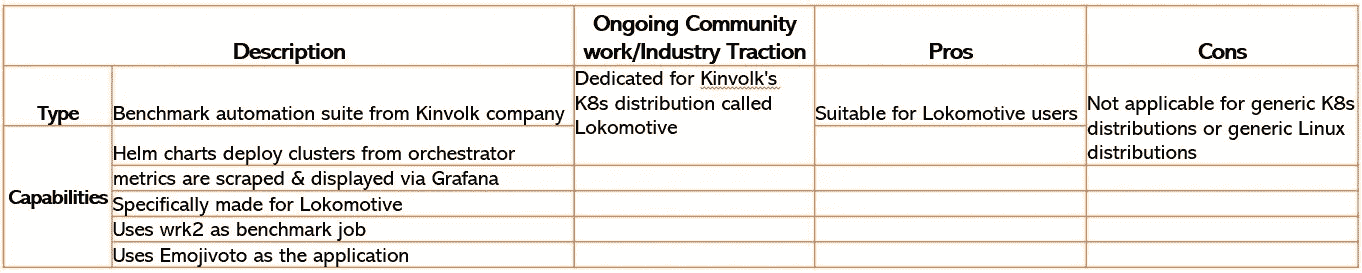 Description
Ongoing Community
work/Industry Traction
Pros
Cons
Type
Benchmark automation suite from Kinvolk company
Dedicated for Kinvolk's
K8s distribution called
Lokomotive
Suitable for Lokomotive users
Not applicable for generic K8s
distributions or generic Linux
distributions
Capabilities
Helm charts deploy clusters from orchestrator
metrics are scraped & displayed via Grafana
Specifically made for Lokomotive
Uses wrk2 as benchmark job
Uses Emojivoto as the application